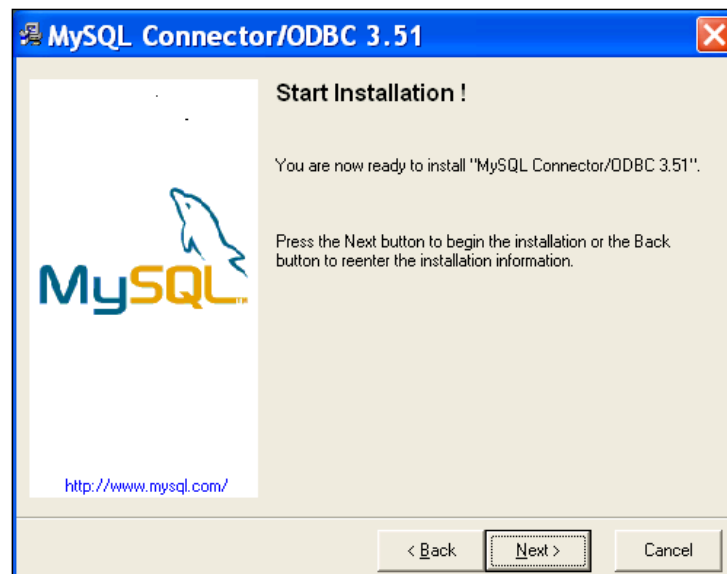 MySQL Connector/ODBC 3.51
Start Installation !
You are now ready to install "MySQL Connector/ODBC 3.51".
Press the Next button to begin the installation or the Back
button to reenter the installation information.
MySQL™
http://www.mysql.com/
< Back
Next >
Cancel